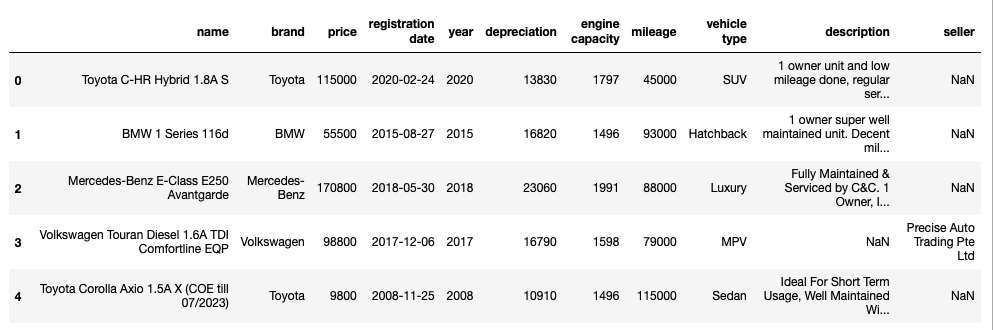 name brand price registration date year depreciation engine capacity mileage vehicle type description seller
0 Toyota C-HR Hybrid 1.8A S Toyota 115000 2020-02-24 2020 13830 1797 45000 SUV 1 owner unit and low mileage done, regular ser... NaN
1 BMW 1 Series 116d BMW 55500 2015-08-27 2015 16820 1496 93000 Hatchback 1 owner super well maintained unit. Decent mil... NaN
2 Mercedes-Benz E-Class E250 Avantgarde Mercedes-Benz 170800 2018-05-30 2018 23060 1991 88000 Luxury Fully Maintained & Serviced by C&C. 1 Owner, I... NaN
3 Volkswagen Touran Diesel 1.6A TDI Comfortline EQP Volkswagen 98800 2017-12-06 2017 16790 1598 79000 MPV NaN Precise Auto Trading Pte Ltd
4 Toyota Corolla Axio 1.5A X (COE till 07/2023) Toyota 9800 2008-11-25 2008 10910 1496 115000 Sedan Ideal For Short Term Usage, Well Maintained Wi... NaN